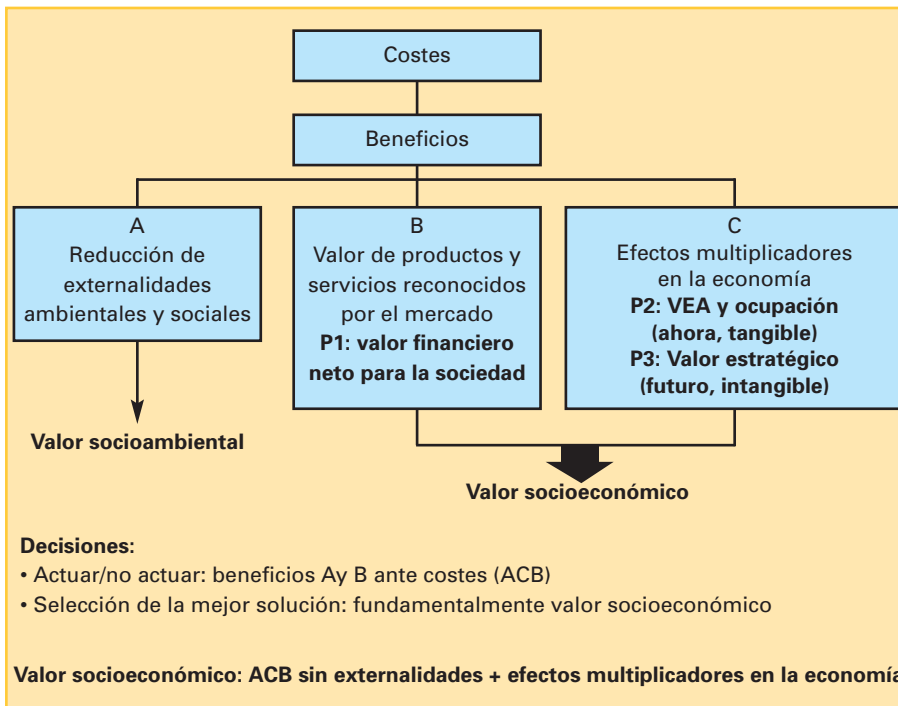 Costes
Beneficios
A
Reducción de
externalidades
ambientales y sociales
B
Valor de productos y
servicios reconocidos
por el mercado
P1: valor financiero
neto para la sociedad
C
Efectos multiplicadores
en la economía
P2: VEA y ocupación
(ahora, tangible)
P3: Valor estratégico
(futuro, intangible)
Valor socioambiental
Valor socioeconómico
Decisiones:
• Actuar/no actuar: beneficios Ay B ante costes (ACB)
• Selección de la mejor solución: fundamentalmente valor socioeconómico
Valor socioeconómico: ACB sin externalidades + efectos multiplicadores en la economía